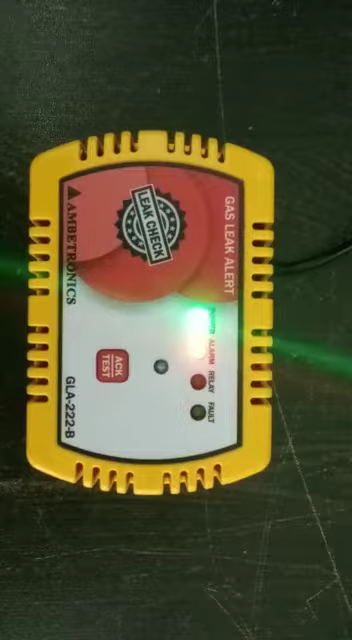 GAS LEAK ALERT
LEAK CHECK
AMBETRONICS
POWER
ALARM
RELAY
FAULT
ACK
TEST
GLA-222-B